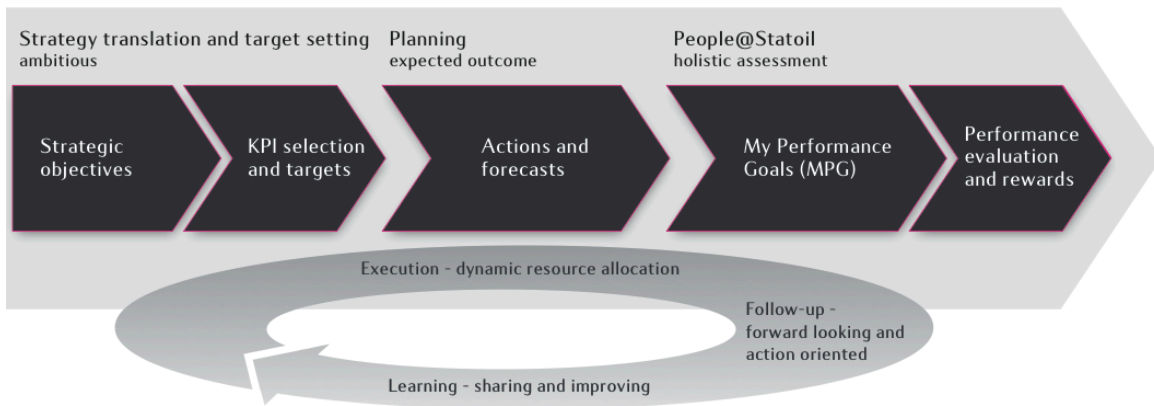 Strategy translation and target setting
ambitious
Planning
expected outcome
People@Statoil
holistic assessment
Strategic
objectives
KPI selection
and targets
Actions and
forecasts
My Performance
Goals (MPG)
Performance
evaluation
and rewards
Execution - dynamic resource allocation
Follow-up -
forward looking and
action oriented
Learning - sharing and improving